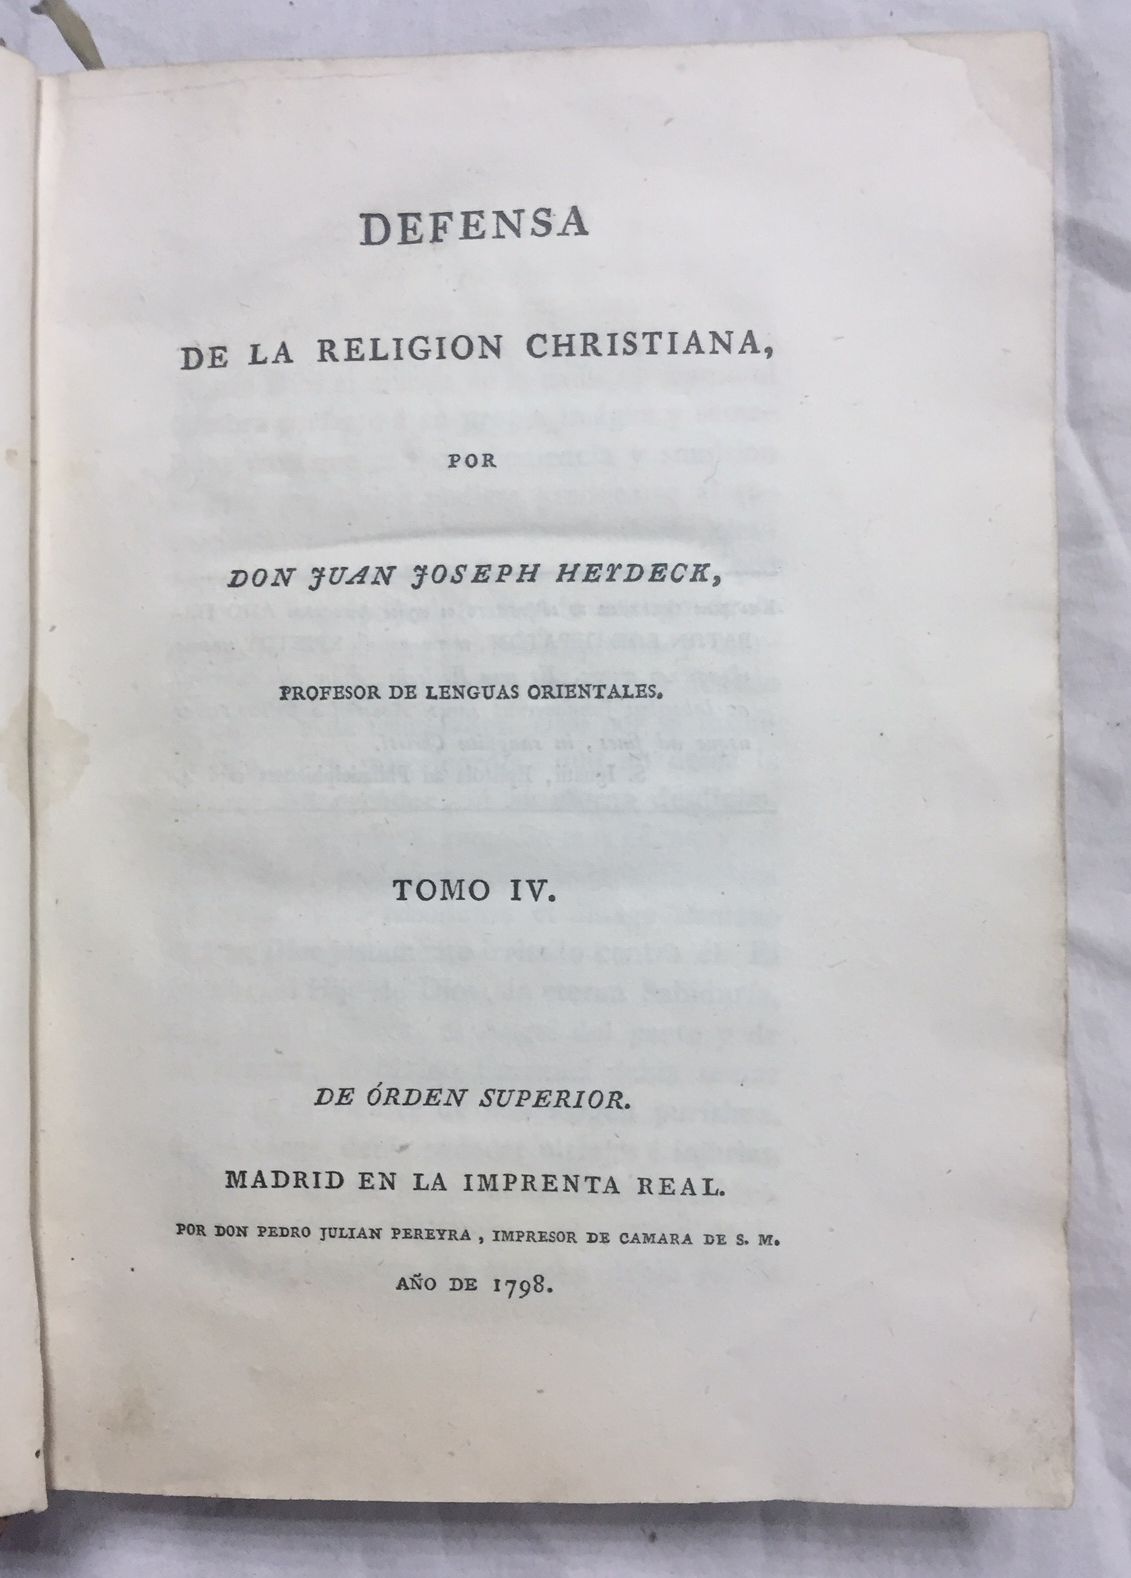 DEFENSA
DE LA RELIGION CHRISTIANA,
POR
DON JUAN JOSEPH HEYDECK,
PROFESOR DE LENGUAS ORIENTALES.
TOMO IV.
DE ÓRDEN SUPERIOR.
MADRID EN LA IMPRENTA REAL.
POR DON PEDRO JULIAN PEREYRA, IMPRESOR DE CAMARA DE S. M.
AÑO DE 1798.